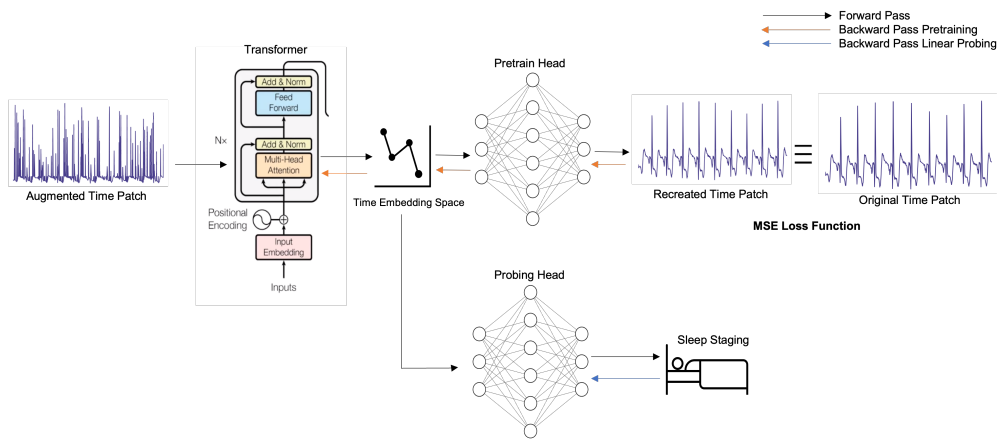 Forward Pass
Backward Pass Pretraining
Backward Pass Linear Probing
Transformer
Pretrain Head
Add & Norm
Feed
Forward
N×
Add & Norm
Multi-Head
Attention
Augmented Time Patch
Time Embedding Space
Recreated Time Patch
Original Time Patch
Positional
Encoding
MSE Loss Function
Input
Embedding
Inputs
Probing Head
Sleep Staging